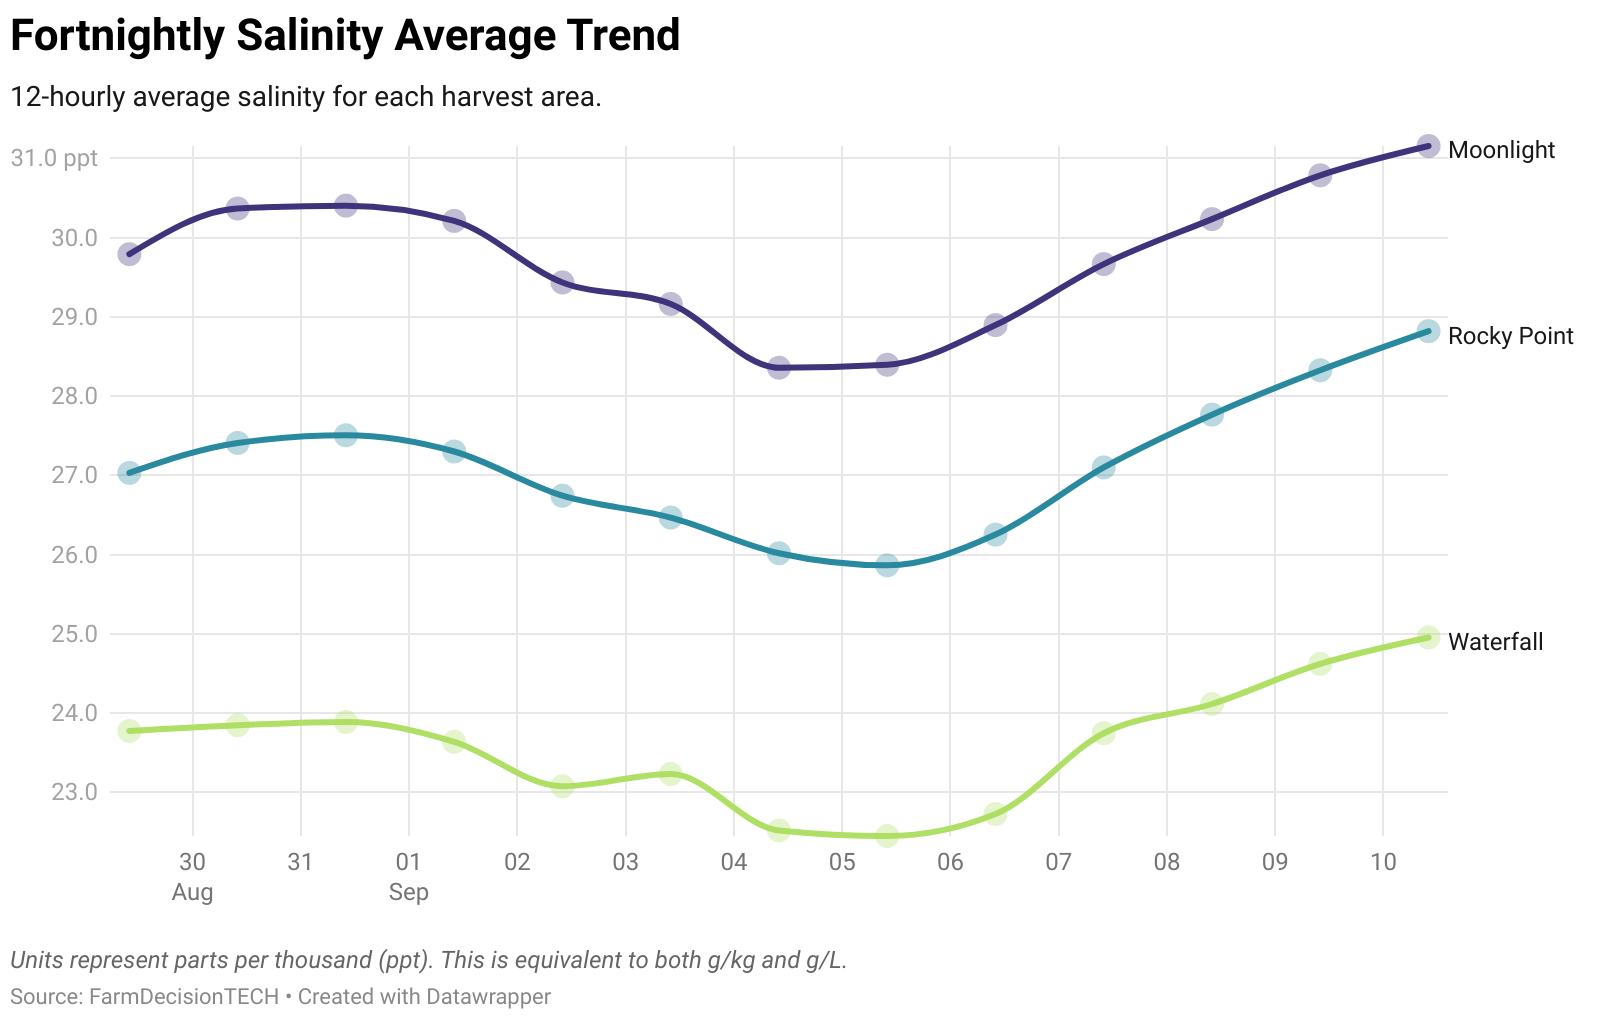 Fortnightly Salinity Average Trend
12-hourly average salinity for each harvest area.
31.0 ppt
30.0
29.0
28.0
27.0
26.0
25.0
24.0
23.0
Moonlight
Rocky Point
Waterfall
30 31 01 02 03 04 05 06 07 08 09 10
Aug Sep
Units represent parts per thousand (ppt). This is equivalent to both g/kg and g/L.
Source: FarmDecisionTECH • Created with Datawrapper